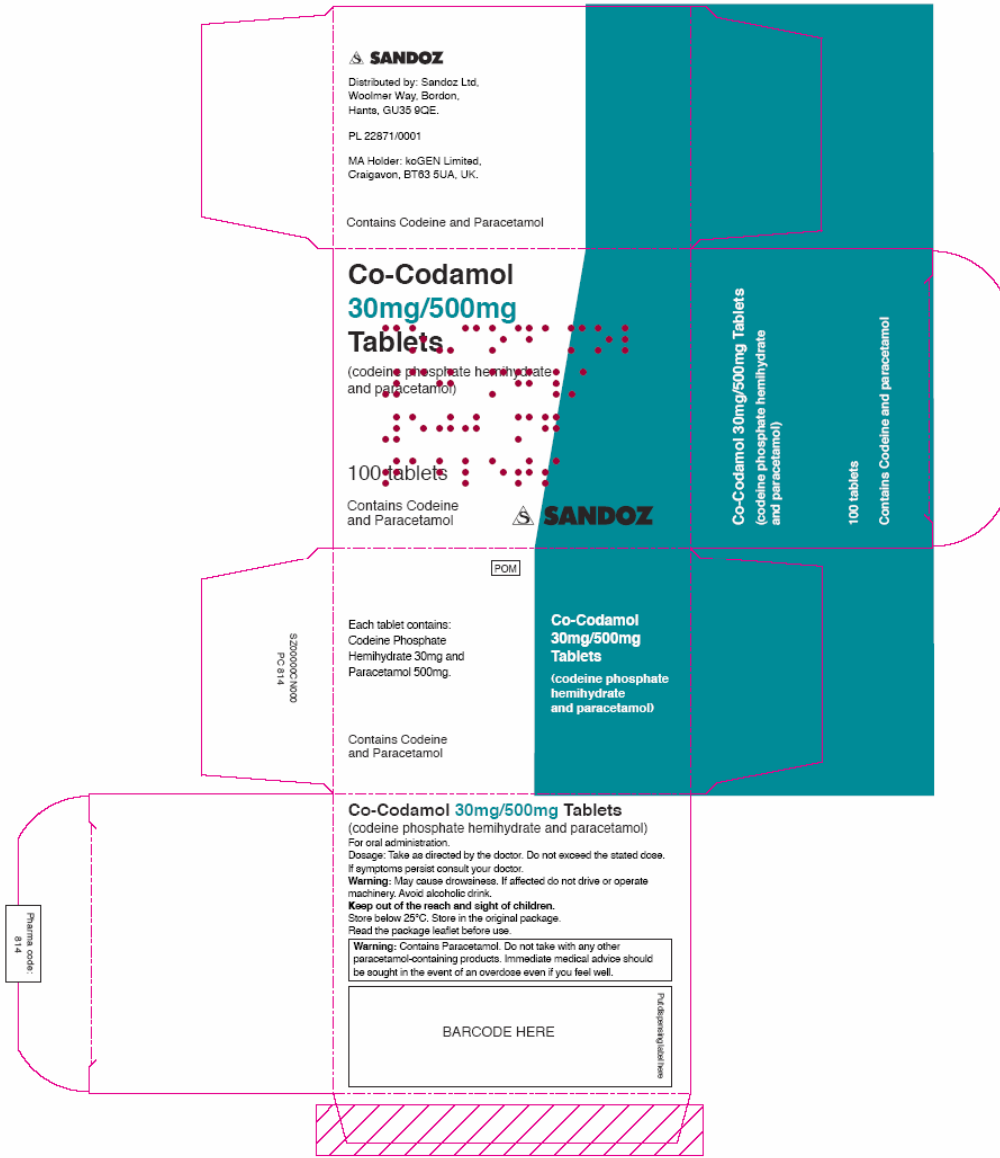 SANDOZ
Distributed by: Sandoz Ltd,
Woolmer Way, Bordon,
Hants, GU35 9QE.
PL 22871/0001
MA Holder: koGEN Limited,
Craigavon, BT63 5UA, UK.
Contains Codeine and Paracetamol
Co-Codamol
30mg/500mg
Tablets
(codeine phosphate hemihydrate
and paracetamol)
100 tablets
Contains Codeine
and Paracetamol
SANDOZ
Co-Codamol 30mg/500mg Tablets
(codeine phosphate hemihydrate
and paracetamol)
100 tablets
Contains Codeine and paracetamol
POM
Each tablet contains:
Codeine Phosphate
Hemihydrate 30mg and
Paracetamol 500mg.
Contains Codeine
and Paracetamol
Co-Codamol
30mg/500mg
Tablets
(codeine phosphate
hemihydrate
and paracetamol)
SZ00000CN000
PC 814
Co-Codamol 30mg/500mg Tablets
(codeine phosphate hemihydrate and paracetamol)
For oral administration.
Dosage: Take as directed by the doctor. Do not exceed the stated dose.
If symptoms persist consult your doctor.
Warning: May cause drowsiness. If affected do not drive or operate
machinery. Avoid alcoholic drink.
Keep out of the reach and sight of children.
Store below 25°C. Store in the original package.
Read the package leaflet before use.
Warning: Contains Paracetamol. Do not take with any other
paracetamol-containing products. Immediate medical advice should
be sought in the event of an overdose even if you feel well.
BARCODE HERE
Put dispensing label here
Pharma code:
814